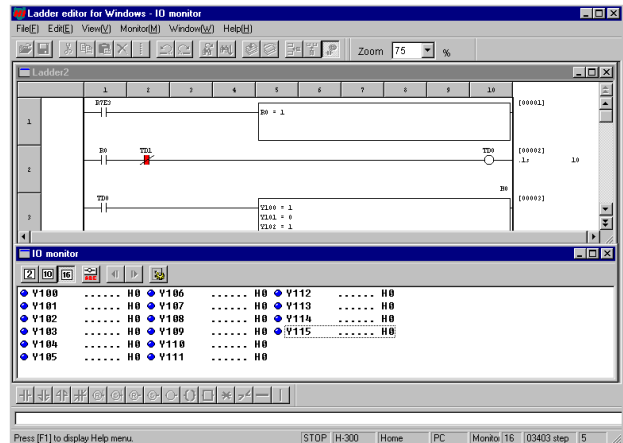 Ladder editor for Windows - IO monitor
File(F) Edit(E) View(V) Monitor(M) Window(W) Help(H)
Zoom 75 %
Ladder2
1 2 3 4 5 6 7 8 9 10
1 R7E3 R0 = 1 [00001]
R0 TD1 TD0 [00002]
2 .1s 10
R0
TD0 [00003]
3 Y100 = 1
Y101 = 0
Y102 = 1
IO monitor
2 10 16
Y100 ...... H0 Y106 ...... H0 Y112 ...... H0
Y101 ...... H0 Y107 ...... H0 Y113 ...... H0
Y102 ...... H0 Y108 ...... H0 Y114 ...... H0
Y103 ...... H0 Y109 ...... H0 Y115 ...... H0
Y104 ...... H0 Y110 ...... H0
Y105 ...... H0 Y111 ...... H0
Press [F1] to display Help menu. STOP H-300 Home PC Monitor 16 03403 step 5